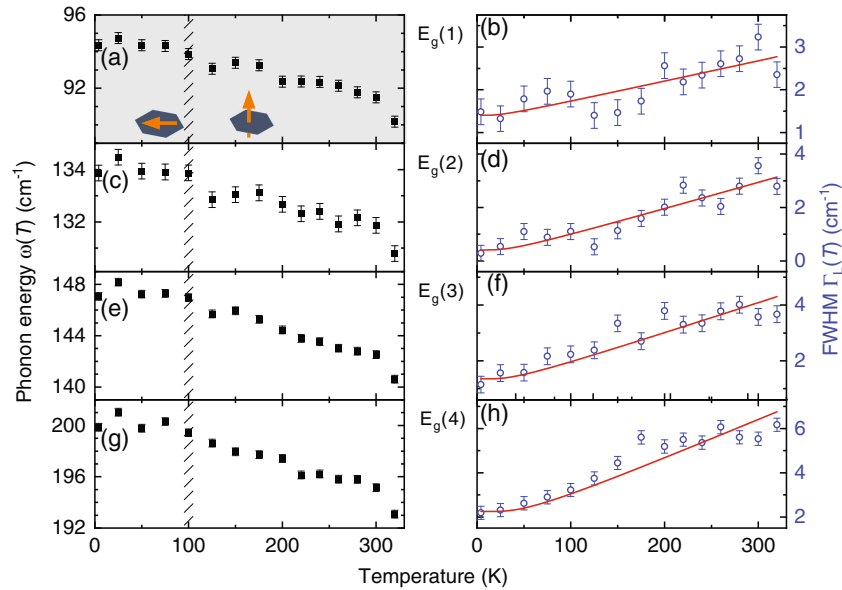 (a)
96
92
E_g(1)
(b)
3
2
1
(c)
134
132
E_g(2)
(d)
4
2
0
(e)
148
144
140
E_g(3)
(f)
4
2
(g)
200
196
192
E_g(4)
(h)
6
4
2
0 100 200 300
0 100 200 300
Temperature (K)
Temperature (K)
Phonon energy ω(T) (cm⁻¹)
FWHM Γ_L(T) (cm⁻¹)